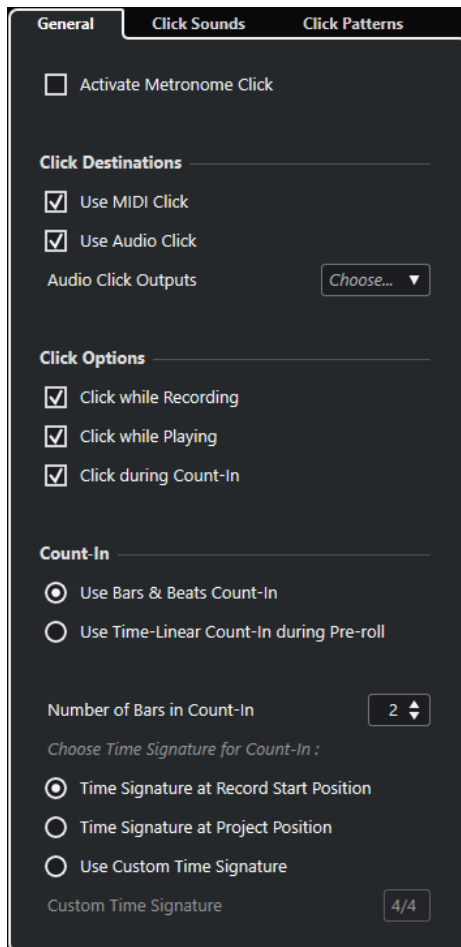 General Click Sounds Click Patterns
Activate Metronome Click
Click Destinations
Use MIDI Click
Use Audio Click
Audio Click Outputs Choose...
Click Options
Click while Recording
Click while Playing
Click during Count-In
Count-In
Use Bars & Beats Count-In
Use Time-Linear Count-In during Pre-roll
Number of Bars in Count-In 2
Choose Time Signature for Count-In :
Time Signature at Record Start Position
Time Signature at Project Position
Use Custom Time Signature
Custom Time Signature 4/4